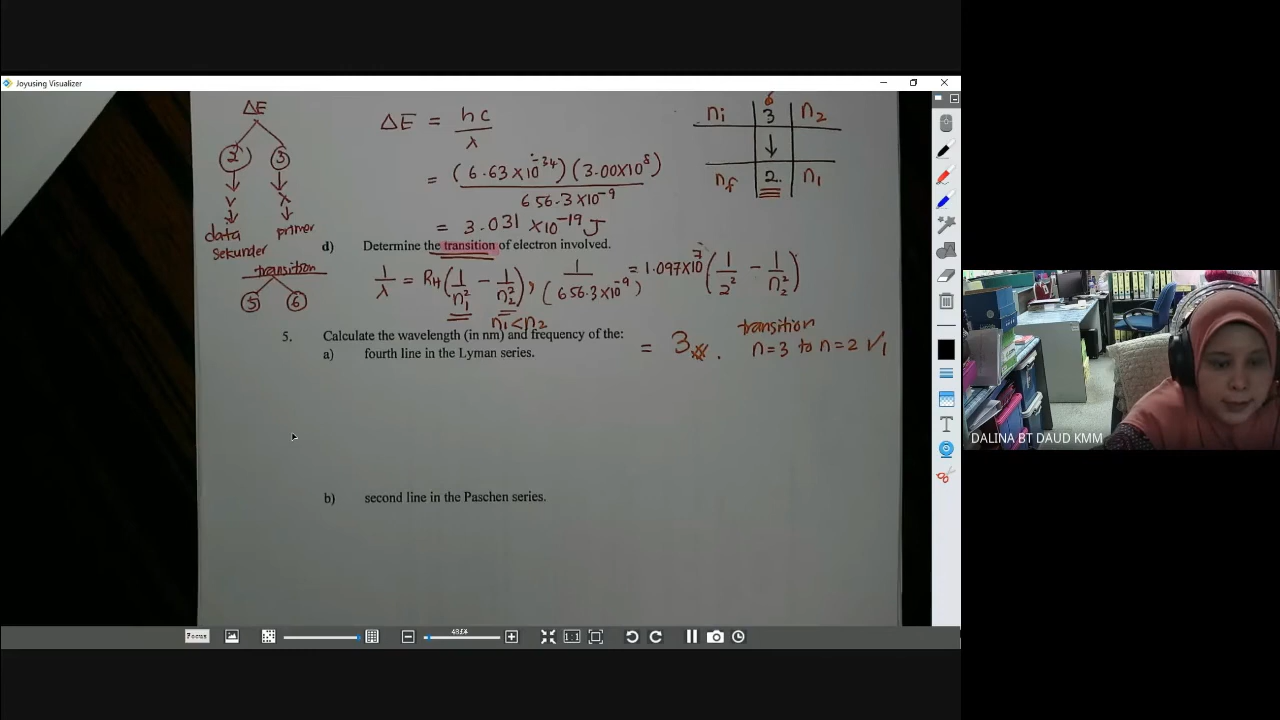 Joyusing Visualizer
ΔE
2 3
data primer
sekunder
ΔE = hc
λ
= (6.63×10⁻³⁴)(3.00×10⁸)
656.3×10⁻⁹
= 3.031 ×10⁻¹⁹ J
ni 3 n₂
↓
nf 2 n₁
d) Determine the transition of electron involved.
transition
5 6
1/λ = RH(1/n₁² − 1/n₂²), 1/(656.3×10⁻⁹) = 1.097×10⁷(1/2² − 1/n₂²)
n₁<n₂
= 3 .
transition
n=3 to n=2
5. Calculate the wavelength (in nm) and frequency of the:
a) fourth line in the Lyman series.
b) second line in the Paschen series.
DALINA BT DAUD KMM
Focus
1:1
T